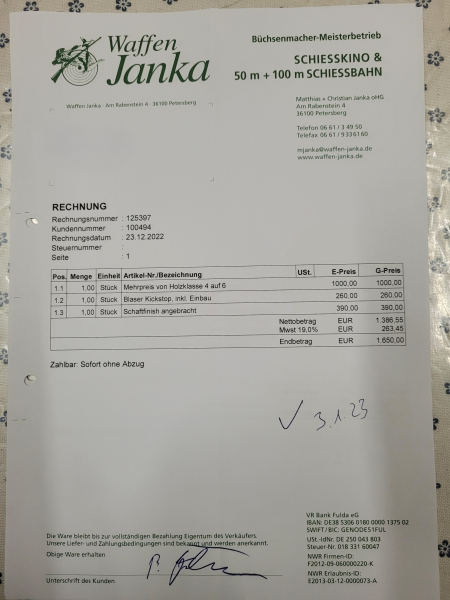 Waffen
Janka
Büchsenmacher-Meisterbetrieb
SCHIESSKINO &
50 m + 100 m SCHIESSBAHN
Waffen Janka · Am Rabenstein 4 · 36100 Petersberg
Matthias + Christian Janka oHG
Am Rabenstein 4
36100 Petersberg
Telefon 06 61 / 3 49 50
Telefax 06 61 / 9 33 61 60
mjanka@waffen-janka.de
www.waffen-janka.de
RECHNUNG
Rechnungsnummer : 125397
Kundennummer : 100494
Rechnungsdatum : 23.12.2022
Steuernummer :
Seite : 1
Pos. Menge Einheit Artikel-Nr./Bezeichnung USt. E-Preis G-Preis
1.1 1,00 Stück Mehrpreis von Holzklasse 4 auf 6 1000,00 1000,00
1.2 1,00 Stück Blaser Kickstop, inkl. Einbau 260,00 260,00
1.3 1,00 Stück Schaftfinish angebracht 390,00 390,00
Nettobetrag EUR 1.386,55
Mwst 19,0% EUR 263,45
Endbetrag EUR 1.650,00
Zahlbar: Sofort ohne Abzug
✓ 3.1.23
VR Bank Fulda eG
IBAN: DE38 5306 0180 0000 1375 02
SWIFT/BIC: GENODE51FUL
USt.-IdNr. DE 250 043 803
Steuer-Nr. 018 331 60047
NWR Firmen-ID:
F2012-09-060000220-K
NWR Erlaubnis-ID:
E2013-03-12-0000073-A
Die Ware bleibt bis zur vollständigen Bezahlung Eigentum des Verkäufers.
Unsere Liefer- und Zahlungsbedingungen sind bekannt und werden anerkannt.
Obige Ware erhalten
Unterschrift des Kunden